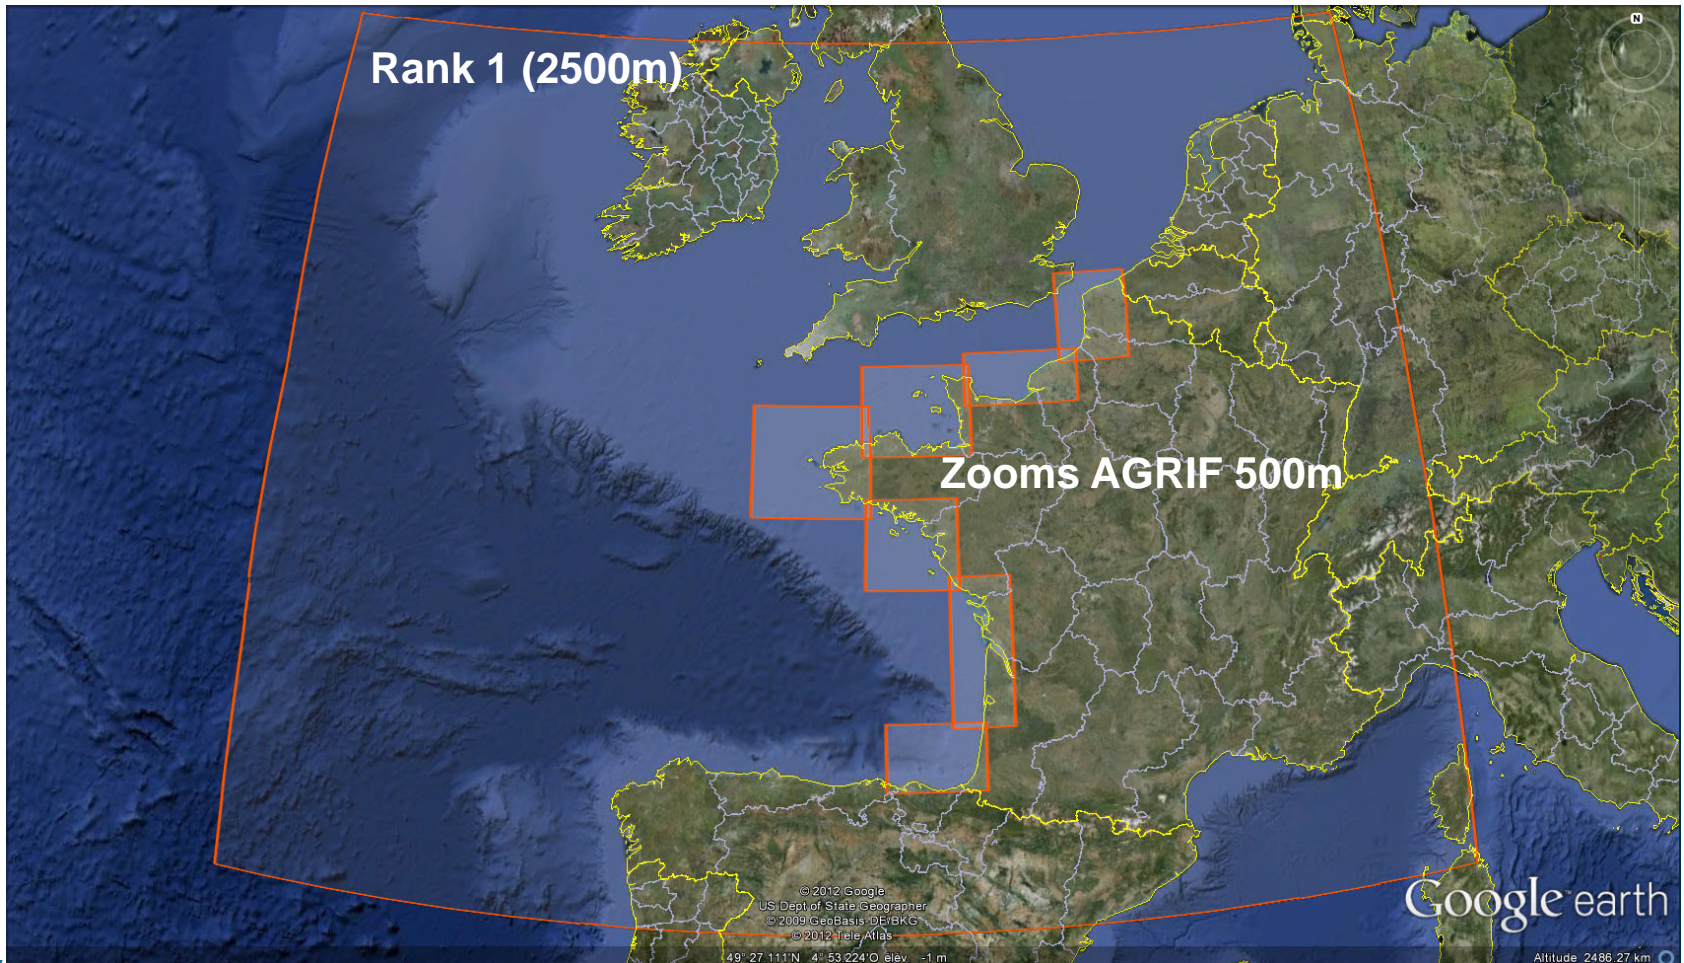 N
Rank 1 (2500m)
Zooms AGRIF 500m
© 2012 Google
US Dept of State Geographer
© 2009 GeoBasis-DE/BKG
© 2012 Tele Atlas
Google earth
49° 27.111'N 4° 53.224'O elev. -1 m
Altitude 2486.27 km